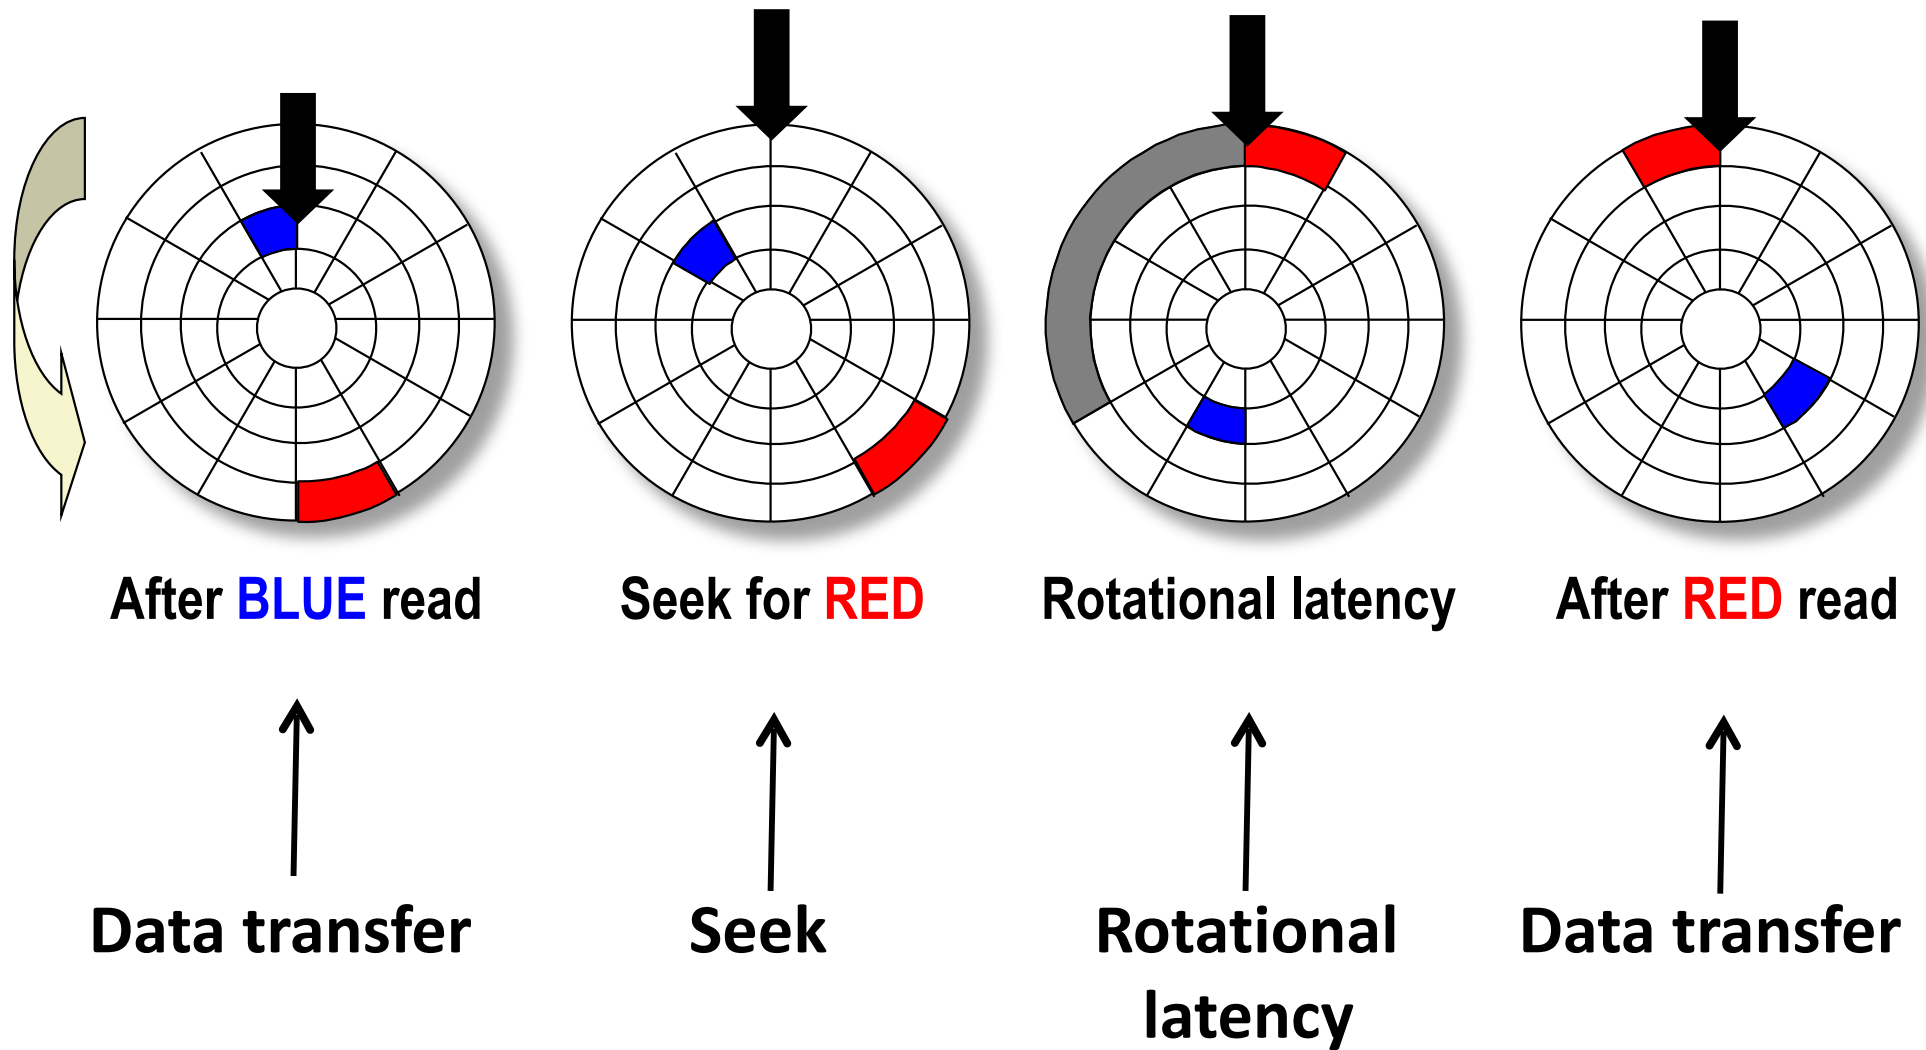 After BLUE read
Seek for RED
Rotational latency
After RED read
Data transfer
Seek
Rotational
latency
Data transfer